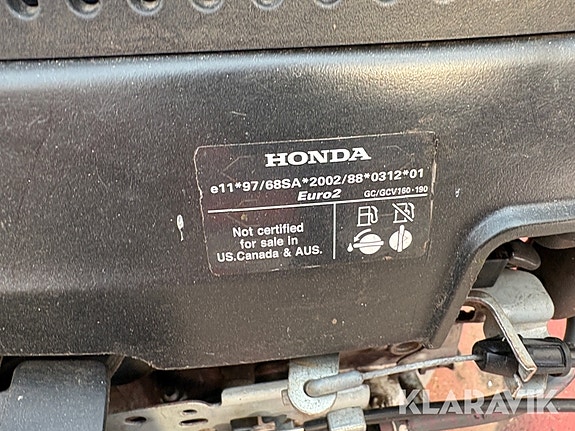 HONDA
e11*97/68SA*2002/88*0312*01
Euro2 GC/GCV160·190
Not certified
for sale in
US.Canada & AUS.
KLARAVIK